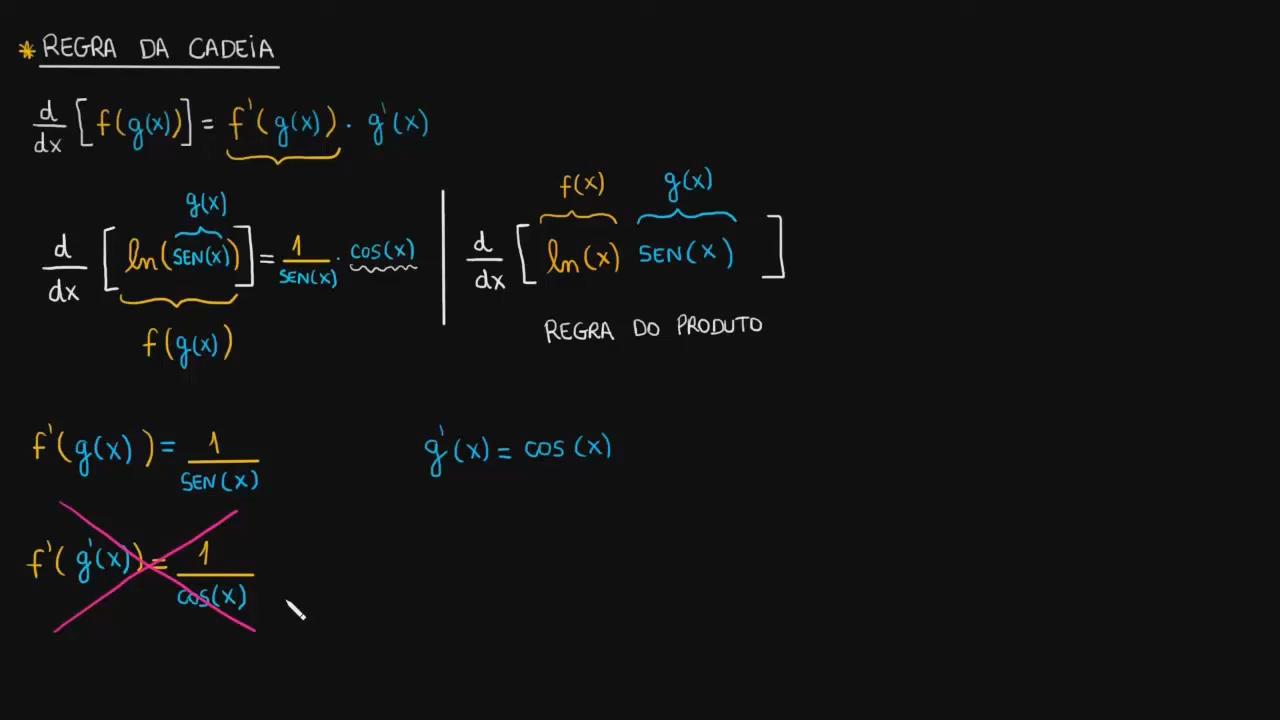 * REGRA DA CADEIA
d/dx [f(g(x))] = f'(g(x)) · g'(x)
g(x)
d/dx [ln(SEN(x))] = 1/SEN(x) · cos(x)
f(g(x))
f(x) g(x)
d/dx [ln(x) SEN(x)]
REGRA DO PRODUTO
f'(g(x)) = 1/SEN(x)
g'(x) = cos(x)
f'(g'(x)) = 1/cos(x)